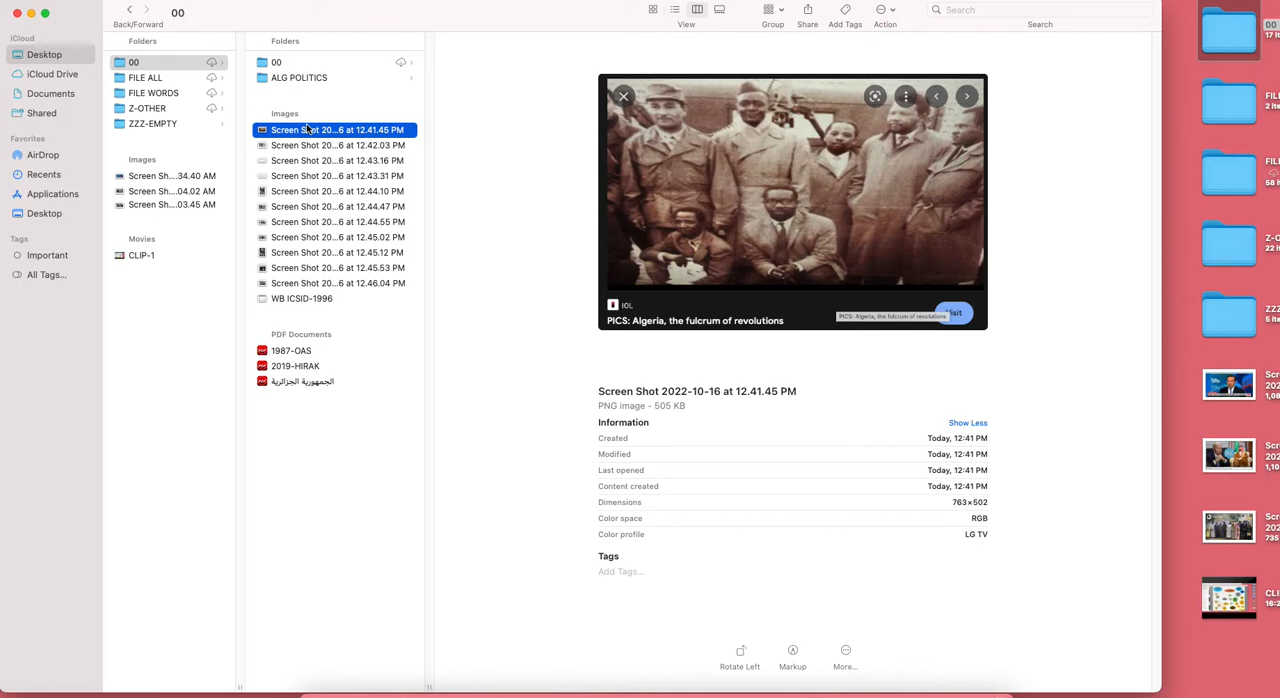 00
Back/Forward
View
Group
Share
Add Tags
Action
Search
Search
iCloud
Desktop
iCloud Drive
Documents
Shared
Favorites
AirDrop
Recents
Applications
Desktop
Tags
Important
All Tags...
Folders
00
FILE ALL
FILE WORDS
Z-OTHER
ZZZ-EMPTY
Images
Screen Sh....34.40 AM
Screen Sh....04.02 AM
Screen Sh....03.45 AM
Movies
CLIP-1
Folders
00
ALG POLITICS
Images
Screen Shot 20...6 at 12.41.45 PM
Screen Shot 20...6 at 12.42.03 PM
Screen Shot 20...6 at 12.43.16 PM
Screen Shot 20...6 at 12.43.31 PM
Screen Shot 20...6 at 12.44.10 PM
Screen Shot 20...6 at 12.44.47 PM
Screen Shot 20...6 at 12.44.55 PM
Screen Shot 20...6 at 12.45.02 PM
Screen Shot 20...6 at 12.45.12 PM
Screen Shot 20...6 at 12.45.53 PM
Screen Shot 20...6 at 12.46.04 PM
WB ICSID-1996
PDF Documents
1987-OAS
2019-HIRAK
الجمهورية الجزائرية
IOL
PICS: Algeria, the fulcrum of revolutions
PICS: Algeria, the fulcrum of revolutions
Visit
Screen Shot 2022-10-16 at 12.41.45 PM
PNG image - 505 KB
Information
Show Less
Created Today, 12:41 PM
Modified Today, 12:41 PM
Last opened Today, 12:41 PM
Content created Today, 12:41 PM
Dimensions 763×502
Color space RGB
Color profile LG TV
Tags
Add Tags...
Rotate Left
Markup
More...
00